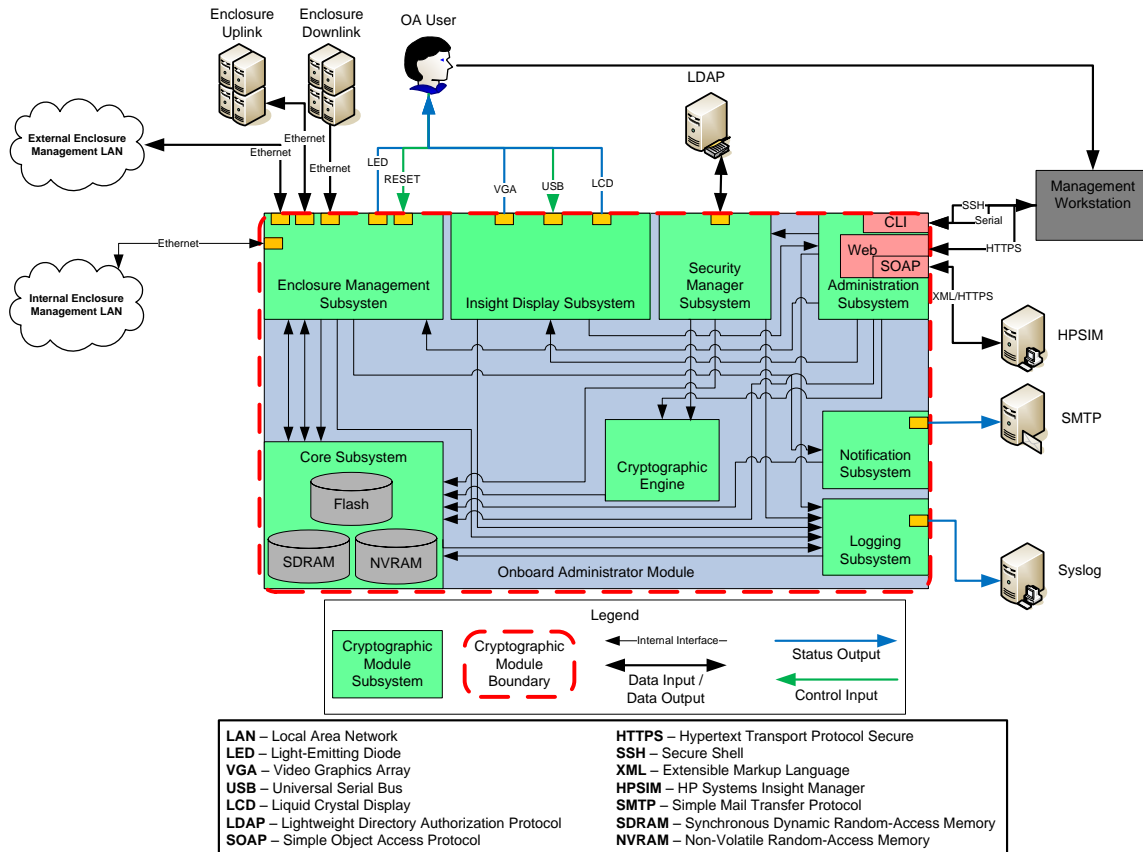 Enclosure
Uplink
Enclosure
Downlink
OA User
LDAP
External Enclosure
Management LAN
Ethernet
Ethernet
Ethernet
LED
RESET
VGA
USB
LCD
Management
Workstation
SSH
Serial
HTTPS
CLI
Web
SOAP
XML/HTTPS
Ethernet
Internal Enclosure
Management LAN
Enclosure Management
Subsysten
Insight Display Subsystem
Security
Manager
Subsystem
Administration
Subsystem
HPSIM
SMTP
Core Subsystem
Flash
SDRAM
NVRAM
Cryptographic
Engine
Notification
Subsystem
Logging
Subsystem
Syslog
Onboard Administrator Module
Legend
Cryptographic
Module
Subsystem
Cryptographic
Module
Boundary
Internal Interface
Data Input /
Data Output
Status Output
Control Input
LAN – Local Area Network
LED – Light-Emitting Diode
VGA – Video Graphics Array
USB – Universal Serial Bus
LCD – Liquid Crystal Display
LDAP – Lightweight Directory Authorization Protocol
SOAP – Simple Object Access Protocol
HTTPS – Hypertext Transport Protocol Secure
SSH – Secure Shell
XML – Extensible Markup Language
HPSIM – HP Systems Insight Manager
SMTP – Simple Mail Transfer Protocol
SDRAM – Synchronous Dynamic Random-Access Memory
NVRAM – Non-Volatile Random-Access Memory